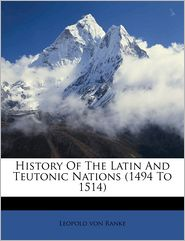 History Of The Latin And
Teutonic Nations (1494 To
1514)
Leopold von Ranke